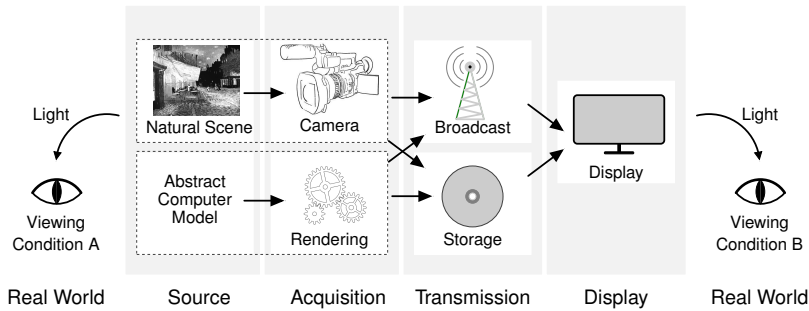 Light
Natural Scene
Camera
Broadcast
Light
Display
Abstract
Computer
Model
Rendering
Storage
Viewing
Condition A
Viewing
Condition B
Real World
Source
Acquisition
Transmission
Display
Real World